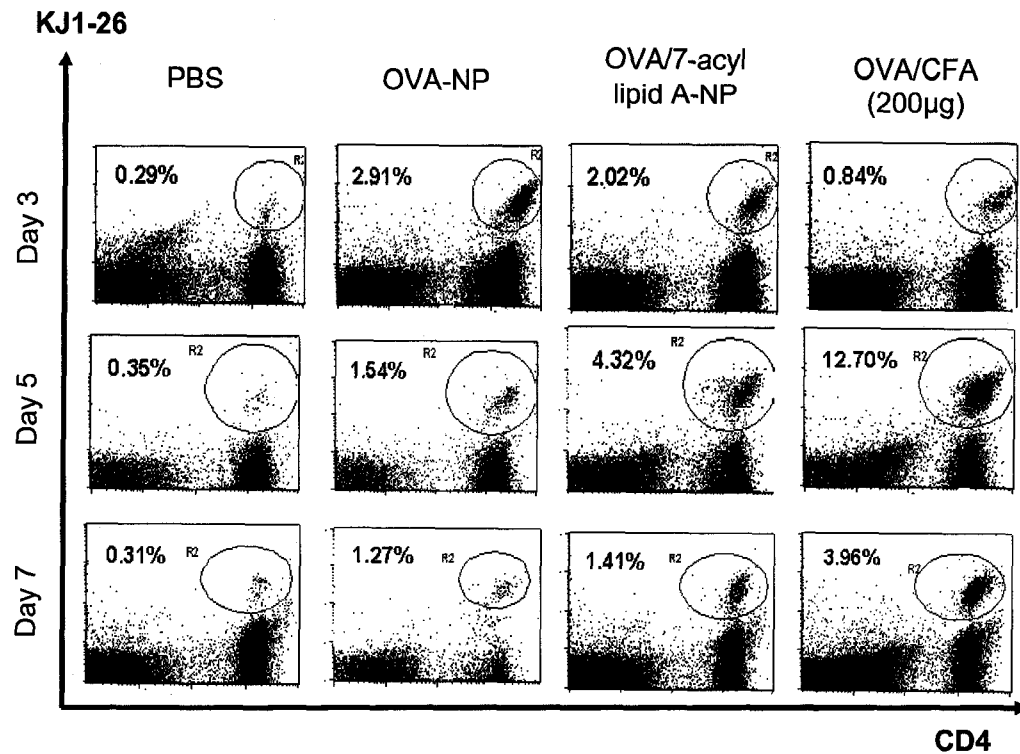 KJ1-26
PBS
OVA-NP
OVA/7-acyl
lipid A-NP
OVA/CFA
(200µg)
Day 3
0.29%
R2
2.91%
R2
2.02%
R2
0.84%
R2
Day 5
0.35%
R2
1.54%
R2
4.32%
R2
12.70%
R2
Day 7
0.31%
R2
1.27%
R2
1.41%
R2
3.96%
R2
CD4